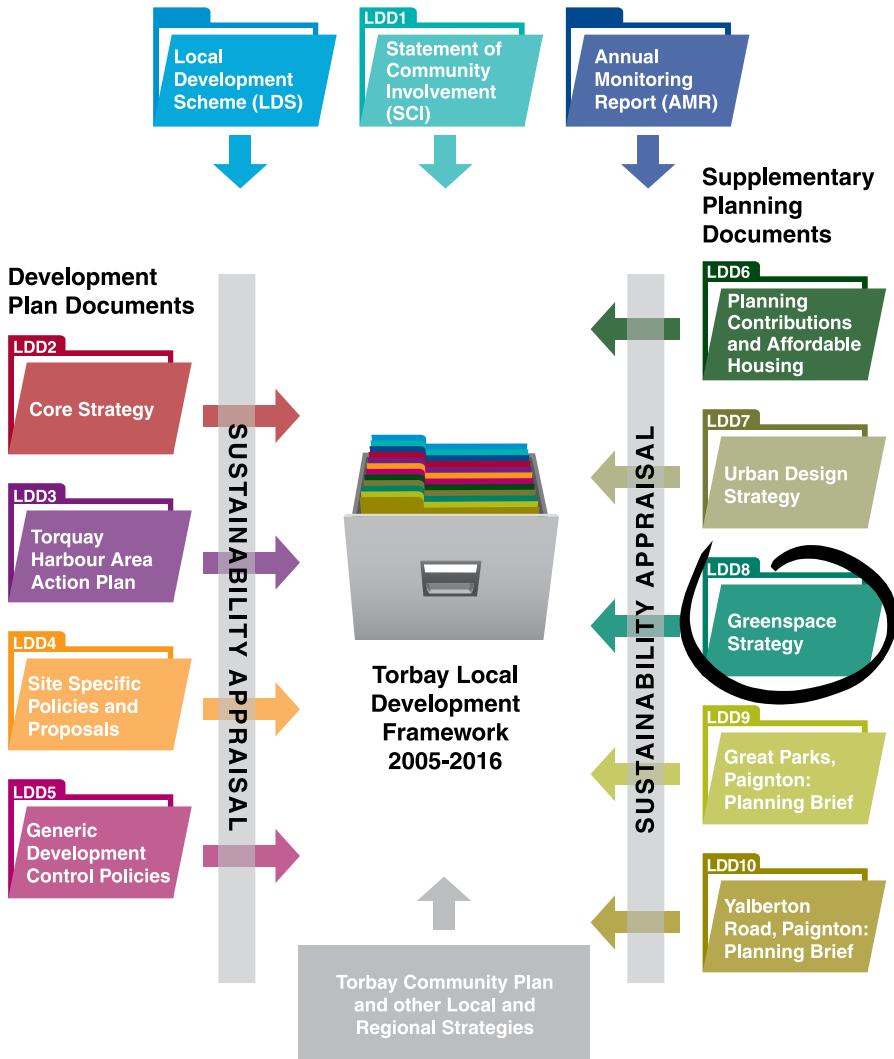 Local
Development
Scheme (LDS)
LDD1
Statement of
Community
Involvement
(SCI)
Annual
Monitoring
Report (AMR)
Development
Plan Documents
LDD2
Core Strategy
LDD3
Torquay
Harbour Area
Action Plan
LDD4
Site Specific
Policies and
Proposals
LDD5
Generic
Development
Control Policies
SUSTAINABILITY APPRAISAL
Torbay Local
Development
Framework
2005-2016
Torbay Community Plan
and other Local and
Regional Strategies
SUSTAINABILITY APPRAISAL
Supplementary
Planning
Documents
LDD6
Planning
Contributions
and Affordable
Housing
LDD7
Urban Design
Strategy
LDD8
Greenspace
Strategy
LDD9
Great Parks,
Paignton:
Planning Brief
LDD10
Yalberton
Road, Paignton:
Planning Brief